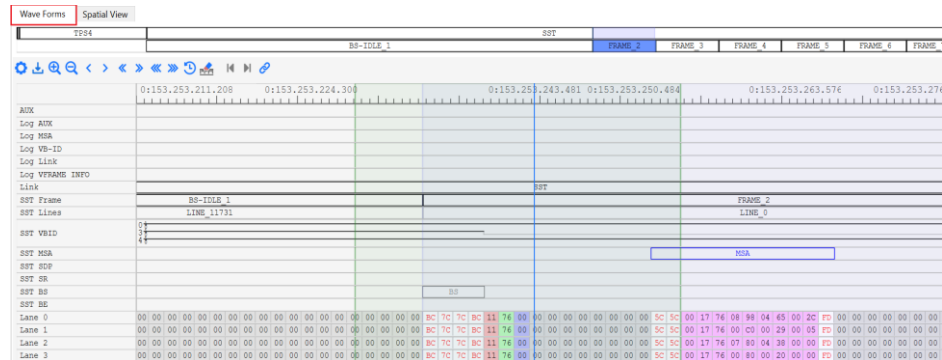 Wave Forms Spatial View
TPS4 SST
BS-IDLE_1 FRAME_2 FRAME_3 FRAME_4 FRAME_5 FRAME_6 FRAME_
0:153.253.211.208 0:153.253.224.300 0:153.253.243.481 0:153.253.250.484 0:153.253.263.576 0:153.253.276
AUX
Log AUX
Log MSA
Log VB-ID
Log Link
Log VFRAME INFO
Link SST
SST Frame BS-IDLE_1 FRAME_2
SST Lines LINE_11731 LINE_0
SST VBID 0 3 4
SST MSA MSA
SST SDP
SST SR
SST BS BS
SST BE
Lane 0 00 00 00 00 00 00 00 00 00 00 00 00 00 00 00 00 00 00 00 BC 7C 7C BC 11 76 00 00 00 00 00 00 00 00 00 5C 5C 00 17 76 08 98 04 65 00 2C FD 00 00 00 00 00 00 00
Lane 1 00 00 00 00 00 00 00 00 00 00 00 00 00 00 00 00 00 00 00 BC 7C 7C BC 11 76 00 00 00 00 00 00 00 00 00 5C 5C 00 17 76 00 C0 00 29 00 05 FD 00 00 00 00 00 00 00
Lane 2 00 00 00 00 00 00 00 00 00 00 00 00 00 00 00 00 00 00 00 BC 7C 7C BC 11 76 00 00 00 00 00 00 00 00 00 5C 5C 00 17 76 07 80 04 38 00 00 FD 00 00 00 00 00 00 00
Lane 3 00 00 00 00 00 00 00 00 00 00 00 00 00 00 00 00 00 00 00 BC 7C 7C BC 11 76 00 00 00 00 00 00 00 00 00 5C 5C 00 17 76 00 80 00 20 00 00 FD 00 00 00 00 00 00 00